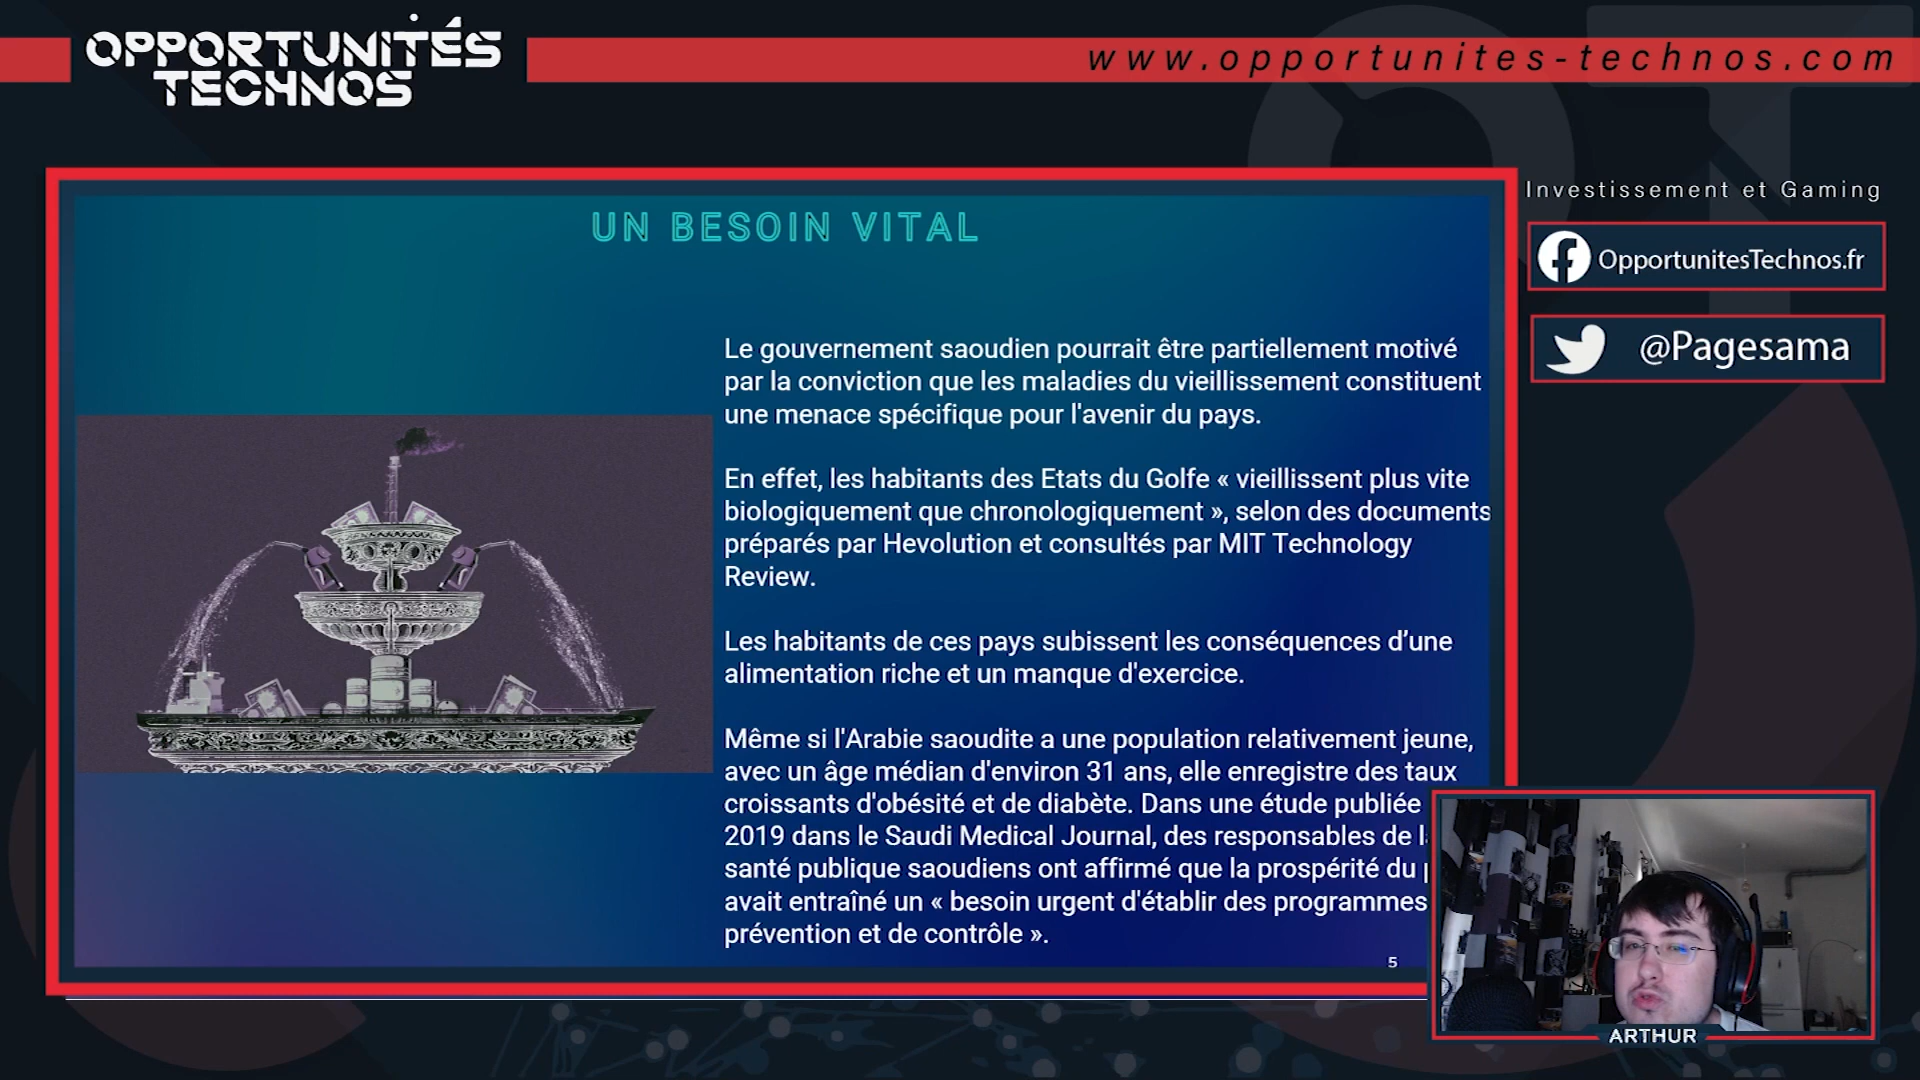 OPPORTUNITÉS
TECHNOS
www.opportunites-technos.com
Investissement et Gaming
OpportunitesTechnos.fr
@Pagesama
UN BESOIN VITAL
Le gouvernement saoudien pourrait être partiellement motivé
par la conviction que les maladies du vieillissement constituent
une menace spécifique pour l'avenir du pays.
En effet, les habitants des Etats du Golfe « vieillissent plus vite
biologiquement que chronologiquement », selon des documents
préparés par Hevolution et consultés par MIT Technology
Review.
Les habitants de ces pays subissent les conséquences d’une
alimentation riche et un manque d'exercice.
Même si l'Arabie saoudite a une population relativement jeune,
avec un âge médian d'environ 31 ans, elle enregistre des taux
croissants d'obésité et de diabète. Dans une étude publiée
2019 dans le Saudi Medical Journal, des responsables de
santé publique saoudiens ont affirmé que la prospérité du
avait entraîné un « besoin urgent d'établir des programmes
prévention et de contrôle ».
5
ARTHUR